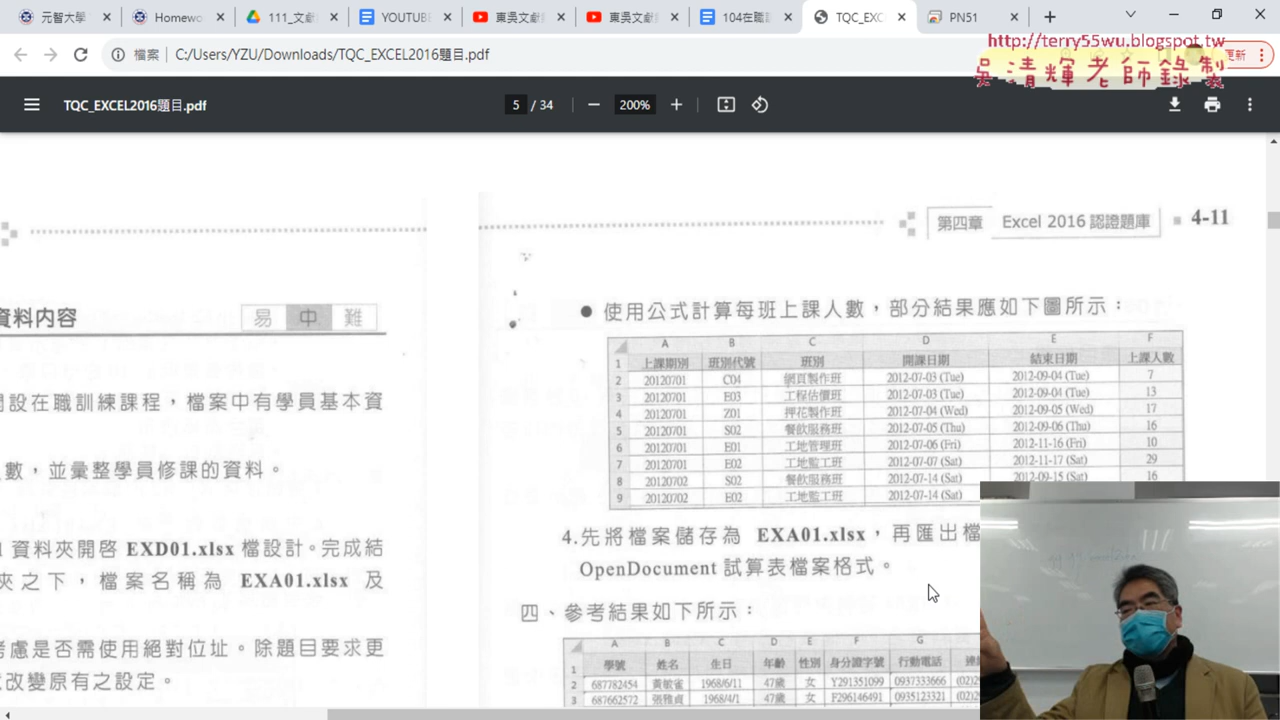 元智大學
Homewo
111_文獻
YOUTUBE
東吳文獻
東吳文獻
104在職訓
TQC_EXC
PN51
檔案
C:/Users/YZU/Downloads/TQC_EXCEL2016題目.pdf
更新
http://terry55wu.blogspot.tw
吳清輝老師錄製
TQC_EXCEL2016題目.pdf
5 / 34
200%
第四章 Excel 2016 認證題庫 4-11
資料內容
易 中 難
開設在職訓練課程，檔案中有學員基本資
數，並彙整學員修課的資料。
資料夾開啓 EXD01.xlsx 檔設計。完成結
夾之下，檔案名稱為 EXA01.xlsx 及
考慮是否需使用絕對位址。除題目要求更
改變原有之設定。
● 使用公式計算每班上課人數，部分結果應如下圖所示：
A B C D E F
1 上課期別 班別代號 班別 開課日期 結束日期 上課人數
2 20120701 C04 網頁製作班 2012-07-03 (Tue) 2012-09-04 (Tue) 7
3 20120701 E03 工程估價班 2012-07-03 (Tue) 2012-09-04 (Tue) 13
4 20120701 Z01 押花製作班 2012-07-04 (Wed) 2012-09-05 (Wed) 17
5 20120701 S02 餐飲服務班 2012-07-05 (Thu) 2012-09-06 (Thu) 16
6 20120701 E01 工地管理班 2012-07-06 (Fri) 2012-11-16 (Fri) 10
7 20120701 E02 工地監工班 2012-07-07 (Sat) 2012-11-17 (Sat) 29
8 20120702 S02 餐飲服務班 2012-07-14 (Sat) 2012-09-15 (Sat) 16
9 20120702 E02 工地監工班 2012-07-14 (Sat)
4.先將檔案儲存為 EXA01.xlsx，再匯出檔
OpenDocument 試算表檔案格式。
四、參考結果如下所示：
A B C D E F G
1 學號 姓名 生日 年齡 性別 身分證字號 行動電話
2 687782454 黃敏雀 1968/6/11 47歲 女 Y291351099 0937333666 (02)2
3 687662572 張雅貞 1968/4/1 47歲 女 F296146491 0935123321 (02)2